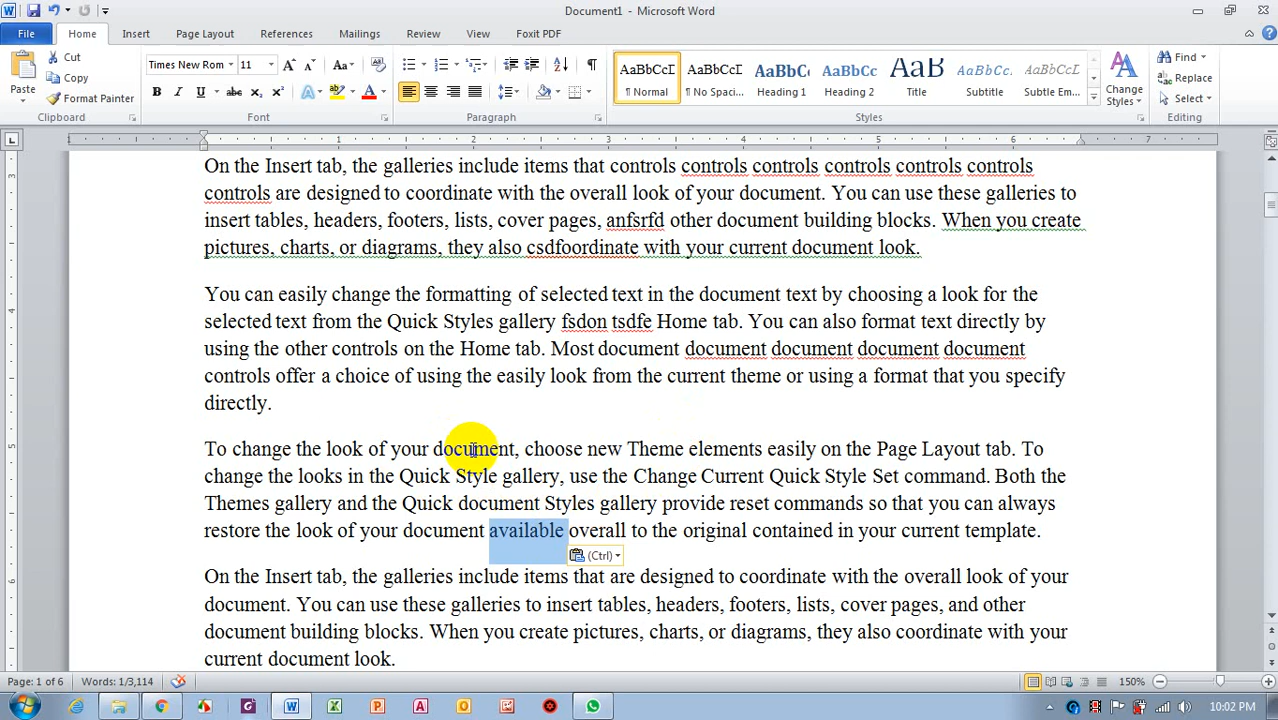 Document1 - Microsoft Word
File Home Insert Page Layout References Mailings Review View Foxit PDF
Paste
Cut
Copy
Format Painter
Clipboard
Times New Rom 11
Font
Paragraph
AaBbCcI AaBbCcI AaBbCc AaBbCc AaB AaBbCcI AaBbCcI
¶ Normal ¶ No Spaci... Heading 1 Heading 2 Title Subtitle Subtle Em...
Styles
Change
Styles
Find
Replace
Select
Editing
1 1 2 3 4 5 6 7
On the Insert tab, the galleries include items that controls controls controls controls controls controls
controls are designed to coordinate with the overall look of your document. You can use these galleries to
insert tables, headers, footers, lists, cover pages, anfsrfd other document building blocks. When you create
pictures, charts, or diagrams, they also csdfoordinate with your current document look.
You can easily change the formatting of selected text in the document text by choosing a look for the
selected text from the Quick Styles gallery fsdon tsdfe Home tab. You can also format text directly by
using the other controls on the Home tab. Most document document document document document
controls offer a choice of using the easily look from the current theme or using a format that you specify
directly.
To change the look of your document, choose new Theme elements easily on the Page Layout tab. To
change the looks in the Quick Style gallery, use the Change Current Quick Style Set command. Both the
Themes gallery and the Quick document Styles gallery provide reset commands so that you can always
restore the look of your document available overall to the original contained in your current template.
(Ctrl)
On the Insert tab, the galleries include items that are designed to coordinate with the overall look of your
document. You can use these galleries to insert tables, headers, footers, lists, cover pages, and other
document building blocks. When you create pictures, charts, or diagrams, they also coordinate with your
current document look.
Page: 1 of 6 Words: 1/3,114 150%
10:02 PM